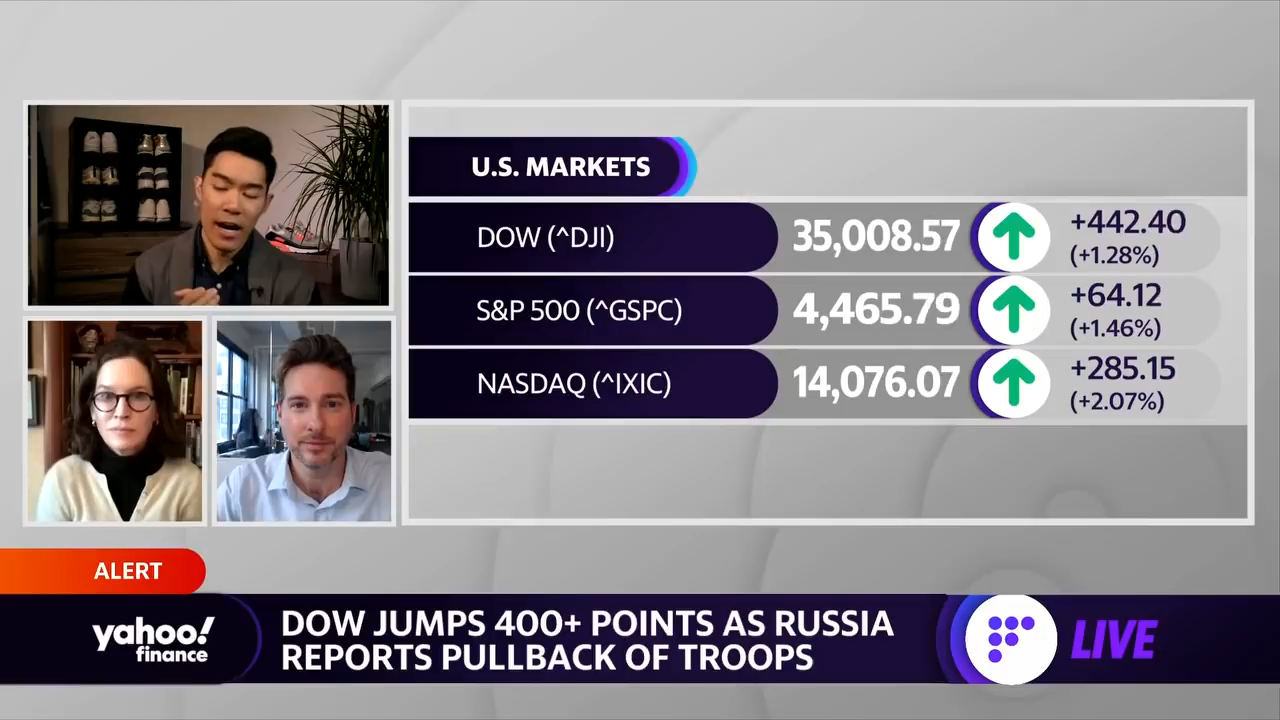 U.S. MARKETS
DOW (^DJI) 35,008.57 +442.40 (+1.28%)
S&P 500 (^GSPC) 4,465.79 +64.12 (+1.46%)
NASDAQ (^IXIC) 14,076.07 +285.15 (+2.07%)
ALERT
yahoo!
finance
DOW JUMPS 400+ POINTS AS RUSSIA
REPORTS PULLBACK OF TROOPS
LIVE